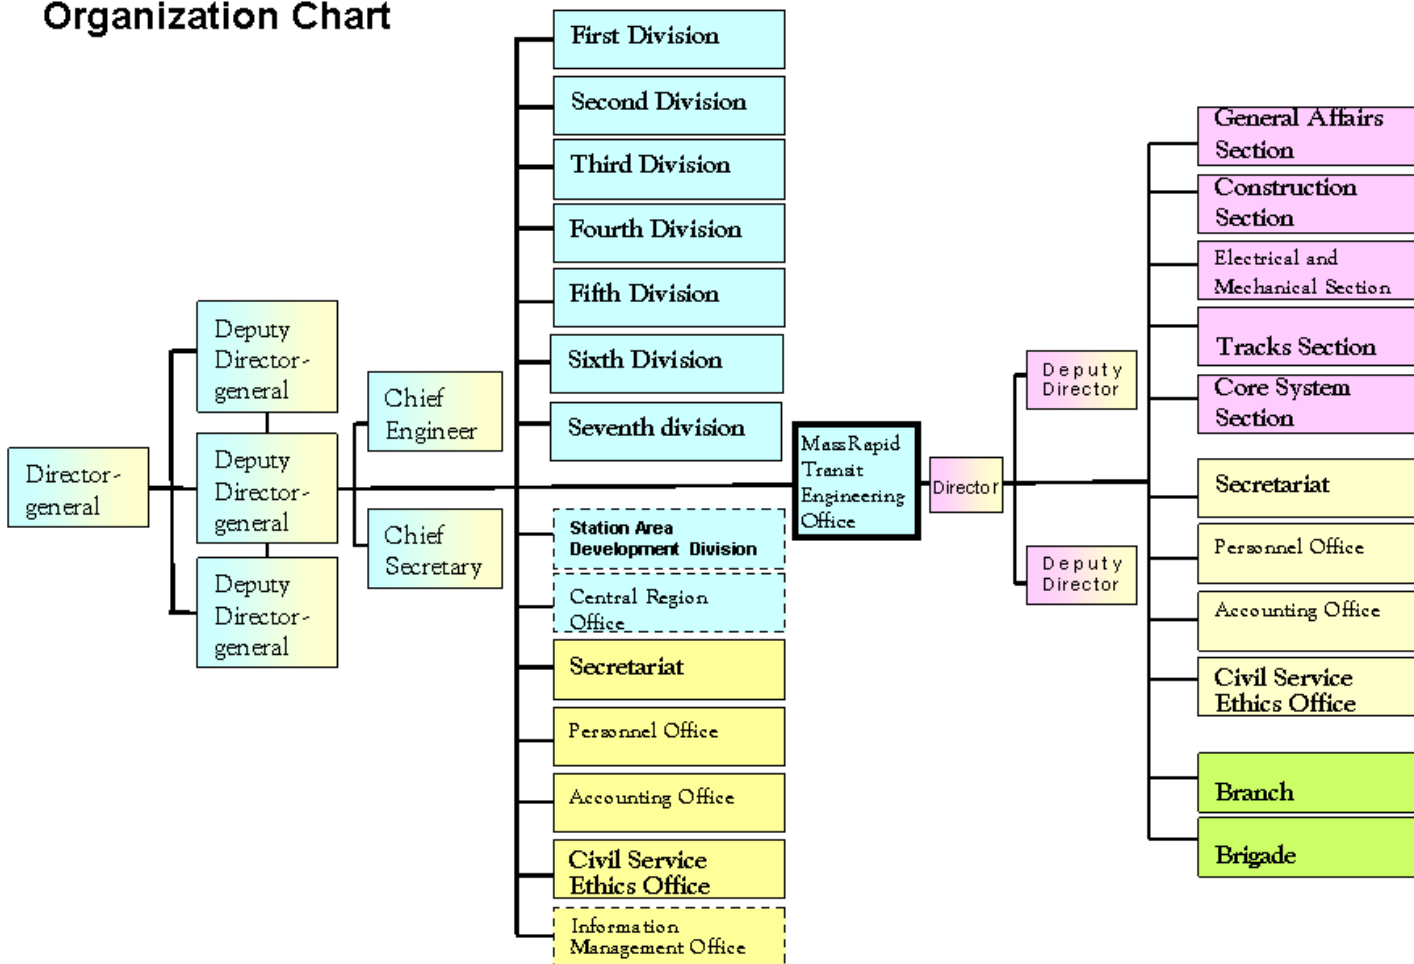 Organization Chart
Director-
general
Deputy
Director-
general
Deputy
Director-
general
Deputy
Director-
general
Chief
Engineer
Chief
Secretary
First Division
Second Division
Third Division
Fourth Division
Fifth Division
Sixth Division
Seventh division
Station Area
Development Division
Central Region
Office
Secretariat
Personnel Office
Accounting Office
Civil Service
Ethics Office
Information
Management Office
Mass Rapid
Transit
Engineering
Office
Director
Deputy
Director
Deputy
Director
General Affairs
Section
Construction
Section
Electrical and
Mechanical Section
Tracks Section
Core System
Section
Secretariat
Personnel Office
Accounting Office
Civil Service
Ethics Office
Branch
Brigade